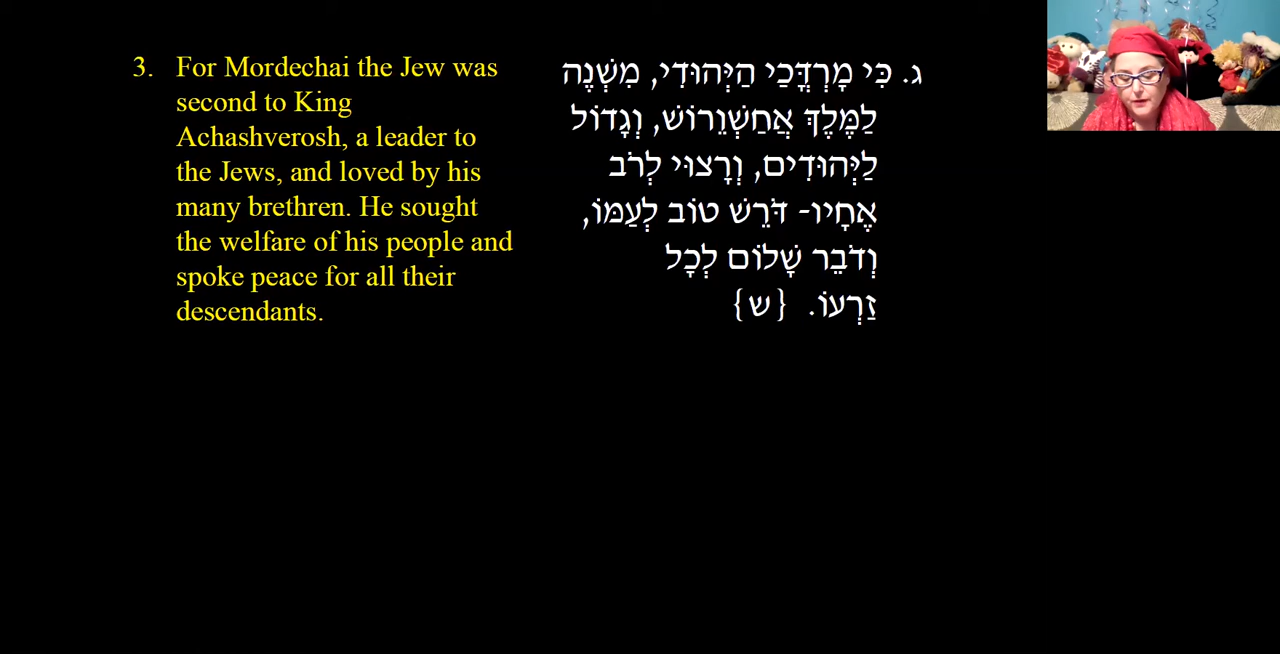 3. For Mordechai the Jew was
second to King
Achashverosh, a leader to
the Jews, and loved by his
many brethren. He sought
the welfare of his people and
spoke peace for all their
descendants.
ג. כִּי מָרְדֳּכַי הַיְּהוּדִי, מִשְׁנֶה
לַמֶּלֶךְ אֲחַשְׁוֵרוֹשׁ, וְגָדוֹל
לַיְּהוּדִים, וְרָצוּי לְרֹב
אֶחָיו- דֹּרֵשׁ טוֹב לְעַמּוֹ,
וְדֹבֵר שָׁלוֹם לְכָל
זַרְעוֹ. {ש}